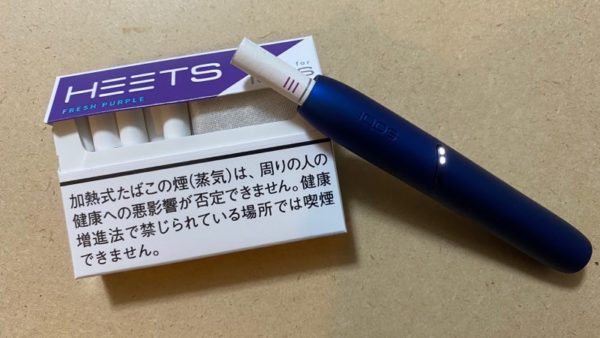 HEETS
for
FRESH PURPLE
IQOS
加熱式たばこの煙(蒸気)は、周りの人の
健康への悪影響が否定できません。健康
増進法で禁じられている場所では喫煙
できません。